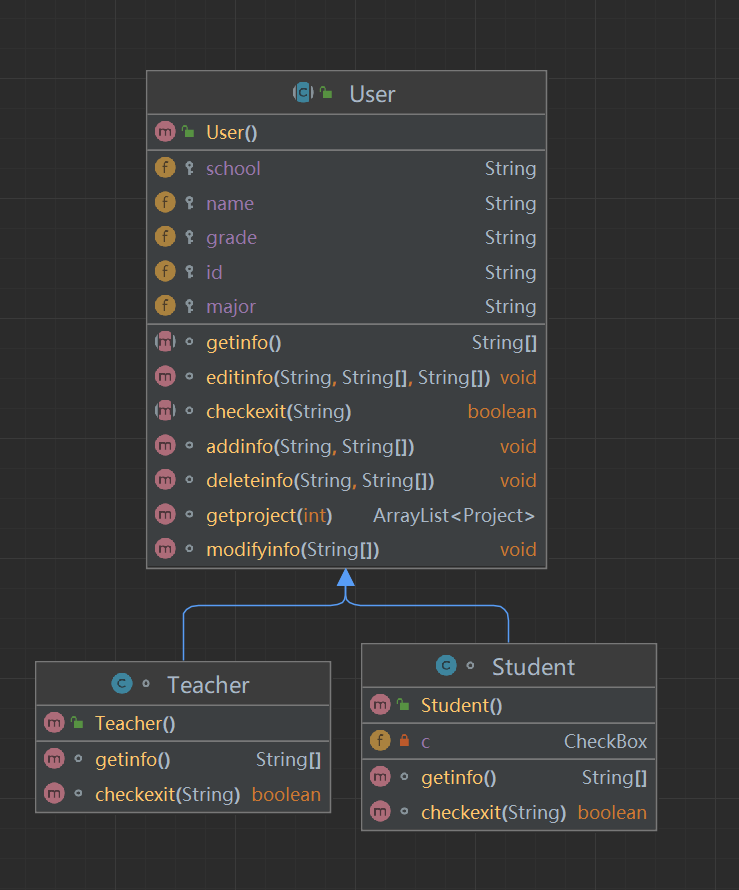 User
User()
school String
name String
grade String
id String
major String
getinfo() String[]
editinfo(String, String[], String[]) void
checkexit(String) boolean
addinfo(String, String[]) void
deleteinfo(String, String[]) void
getproject(int) ArrayList<Project>
modifyinfo(String[]) void
Teacher
Teacher()
getinfo() String[]
checkexit(String) boolean
Student
Student()
c CheckBox
getinfo() String[]
checkexit(String) boolean